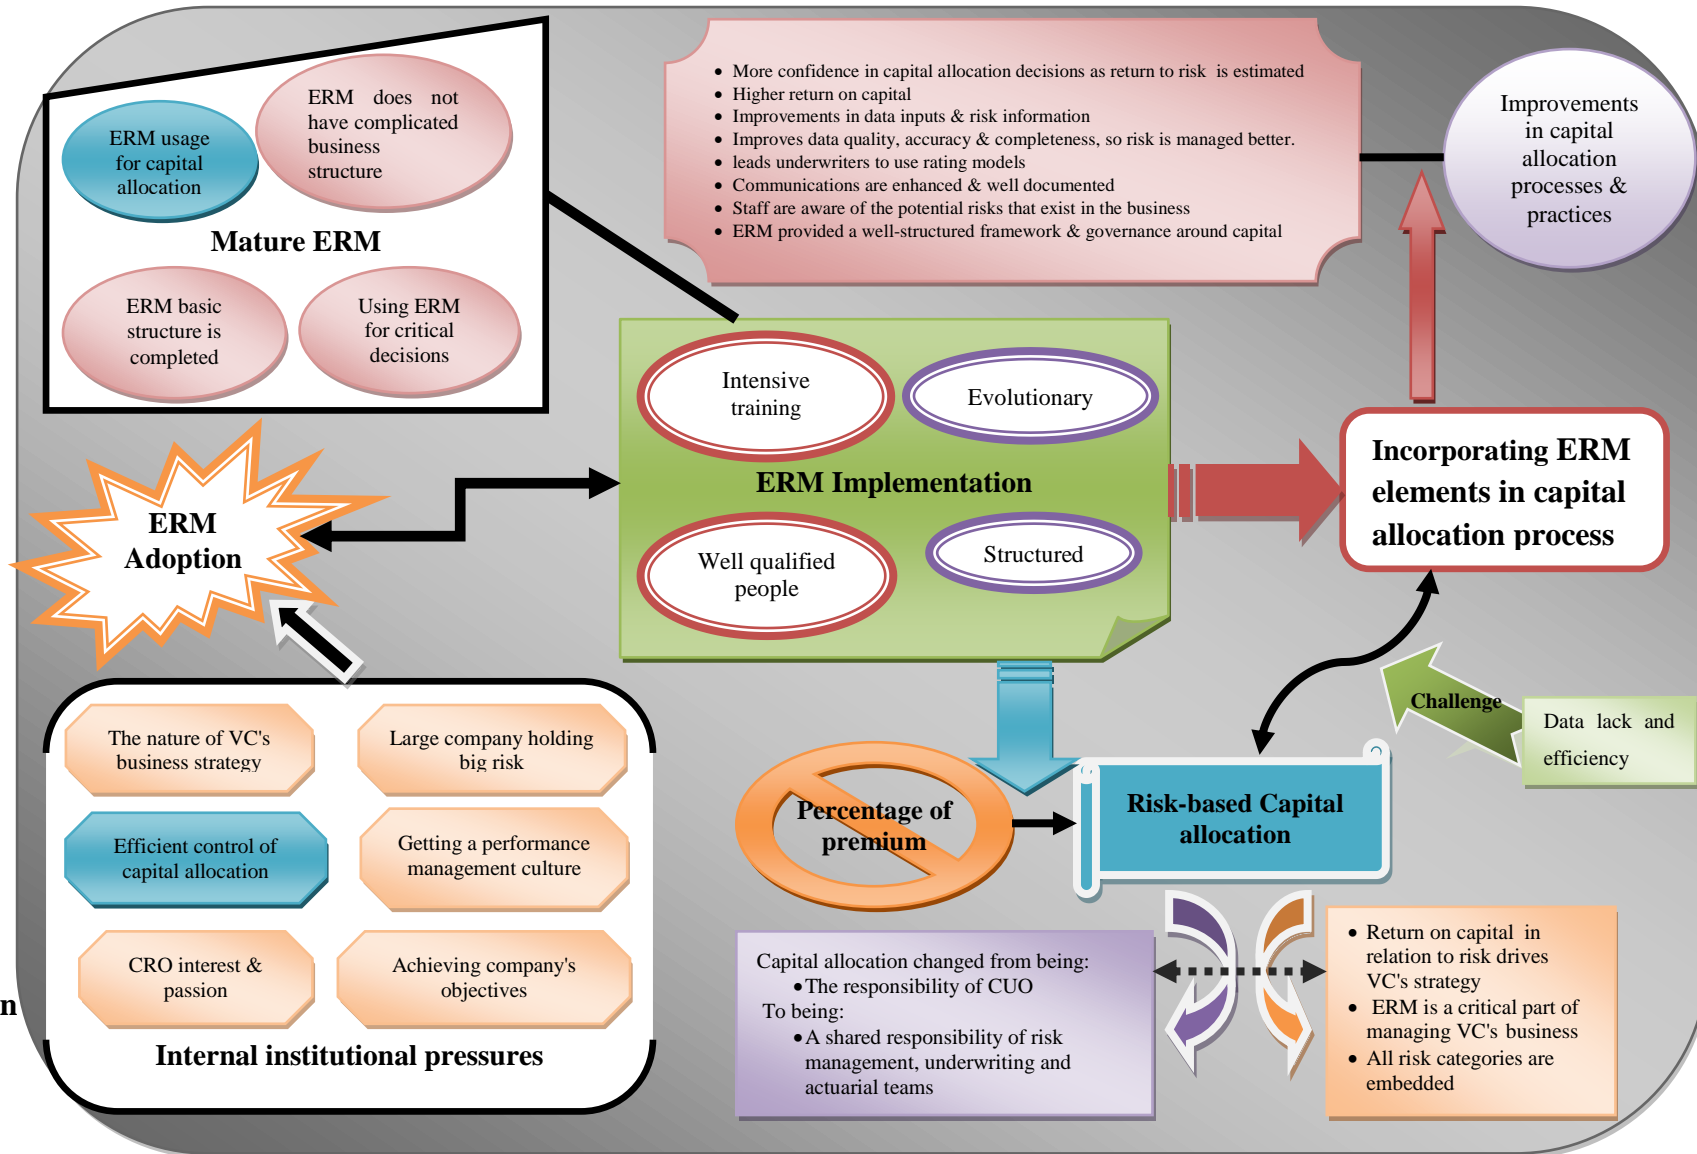 ERM usage
for capital
allocation
ERM does not
have complicated
business
structure
Mature ERM
ERM basic
structure is
completed
Using ERM
for critical
decisions
• More confidence in capital allocation decisions as return to risk is estimated
• Higher return on capital
• Improvements in data inputs & risk information
• Improves data quality, accuracy & completeness, so risk is managed better.
• leads underwriters to use rating models
• Communications are enhanced & well documented
• Staff are aware of the potential risks that exist in the business
• ERM provided a well-structured framework & governance around capital
Improvements
in capital
allocation
processes &
practices
Intensive
training
Evolutionary
ERM Implementation
Well qualified
people
Structured
Incorporating ERM
elements in capital
allocation process
ERM
Adoption
Challenge
Data lack and
efficiency
The nature of VC's
business strategy
Large company holding
big risk
Efficient control of
capital allocation
Getting a performance
management culture
CRO interest &
passion
Achieving company's
objectives
Internal institutional pressures
n
Percentage of
premium
Risk-based Capital
allocation
Capital allocation changed from being:
• The responsibility of CUO
To being:
• A shared responsibility of risk
management, underwriting and
actuarial teams
• Return on capital in
relation to risk drives
VC's strategy
• ERM is a critical part of
managing VC's business
• All risk categories are
embedded